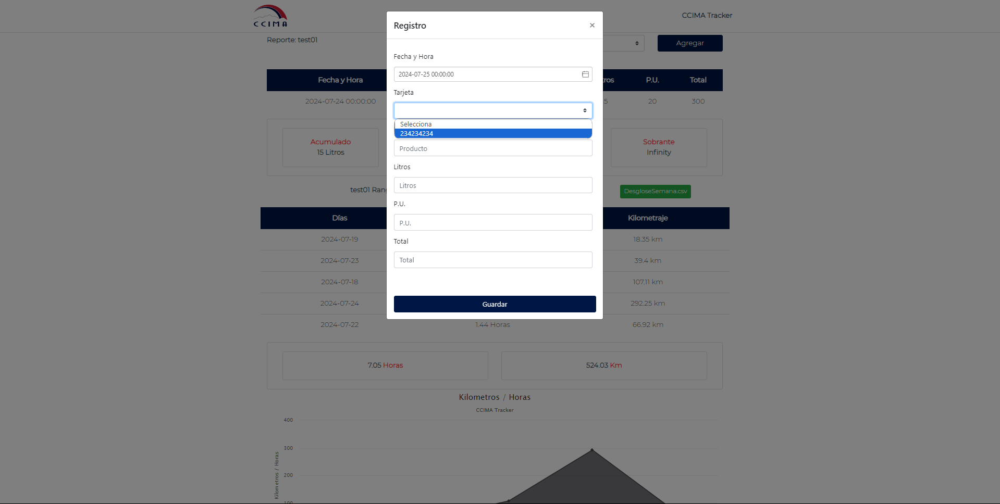 CCIMA
CCIMA Tracker
Reporte: test01
Agregar
Registro
×
Fecha y Hora
2024-07-25 00:00:00
Tarjeta
Selecciona
234234234
Producto
Litros
Litros
P.U.
P.U.
Total
Total
Guardar
Fecha y Hora
tros P.U. Total
2024-07-24 00:00:00
5 20 300
Acumulado
15 Litros
Sobrante
Infinity
test01 Rang
DesgloseSemana.csv
Días Kilometraje
2024-07-19 18.35 km
2024-07-23 39.4 km
2024-07-18 107.11 km
2024-07-24 292.25 km
2024-07-22 1.44 Horas 66.92 km
7.05 Horas
524.03 Km
Kilometros / Horas
CCIMA Tracker
400
300
200
100
Kilometros / Horas